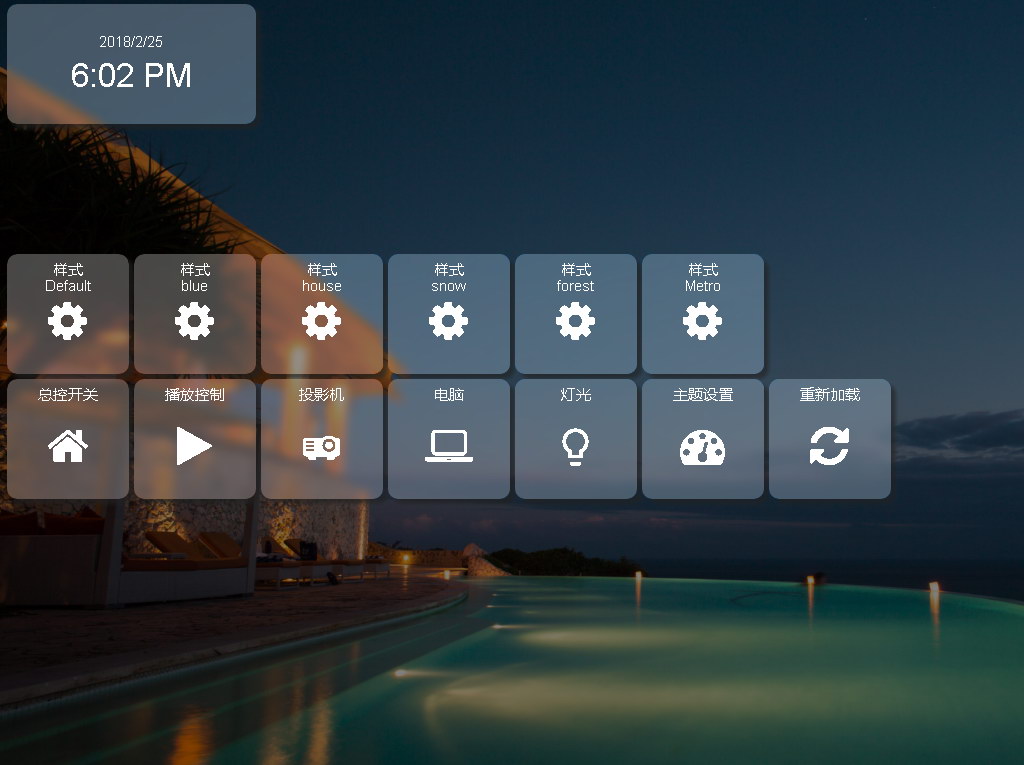 2018/2/25
6:02 PM
样式
Default
样式
blue
样式
house
样式
snow
样式
forest
样式
Metro
总控开关
播放控制
投影机
电脑
灯光
主题设置
重新加载